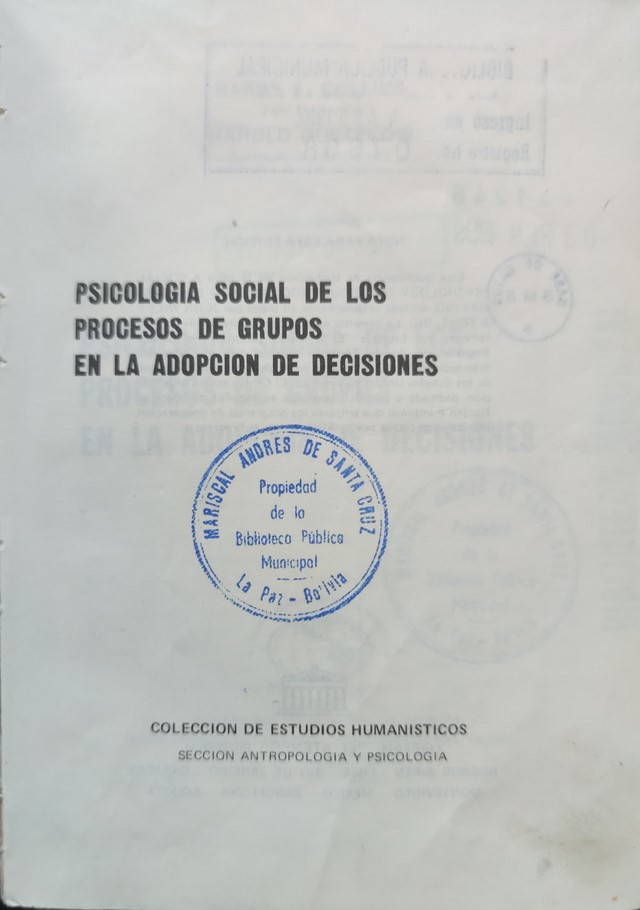 PSICOLOGIA SOCIAL DE LOS
PROCESOS DE GRUPOS
EN LA ADOPCION DE DECISIONES
MARISCAL ANDRES DE SANTA CRUZ
Propiedad
de la
Biblioteca Pública
Municipal
La Paz - Bolivia
COLECCION DE ESTUDIOS HUMANISTICOS
SECCION ANTROPOLOGIA Y PSICOLOGIA